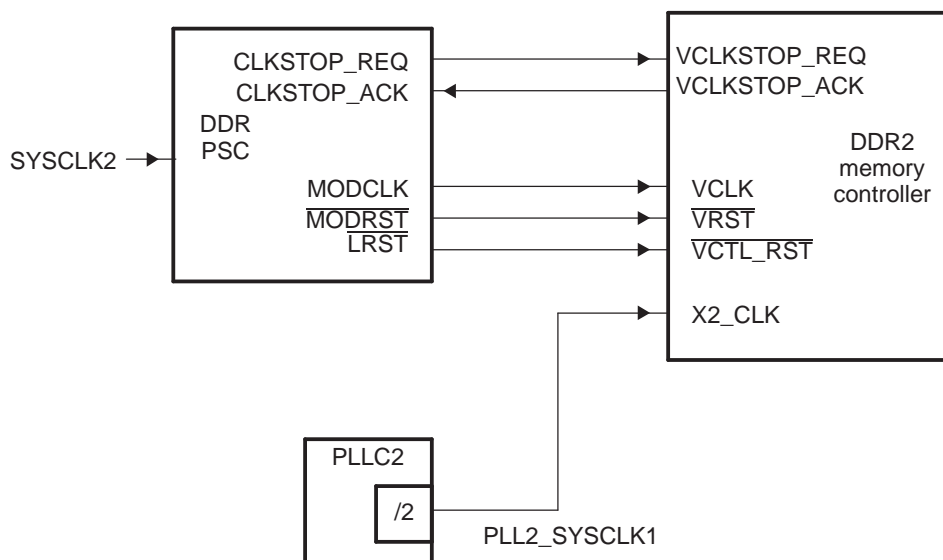 CLKSTOP_REQ
CLKSTOP_ACK
DDR
PSC
SYSCLK2
MODCLK
MODRST
LRST
VCLKSTOP_REQ
VCLKSTOP_ACK
DDR2
memory
controller
VCLK
VRST
VCTL_RST
X2_CLK
PLLC2
/2
PLL2_SYSCLK1